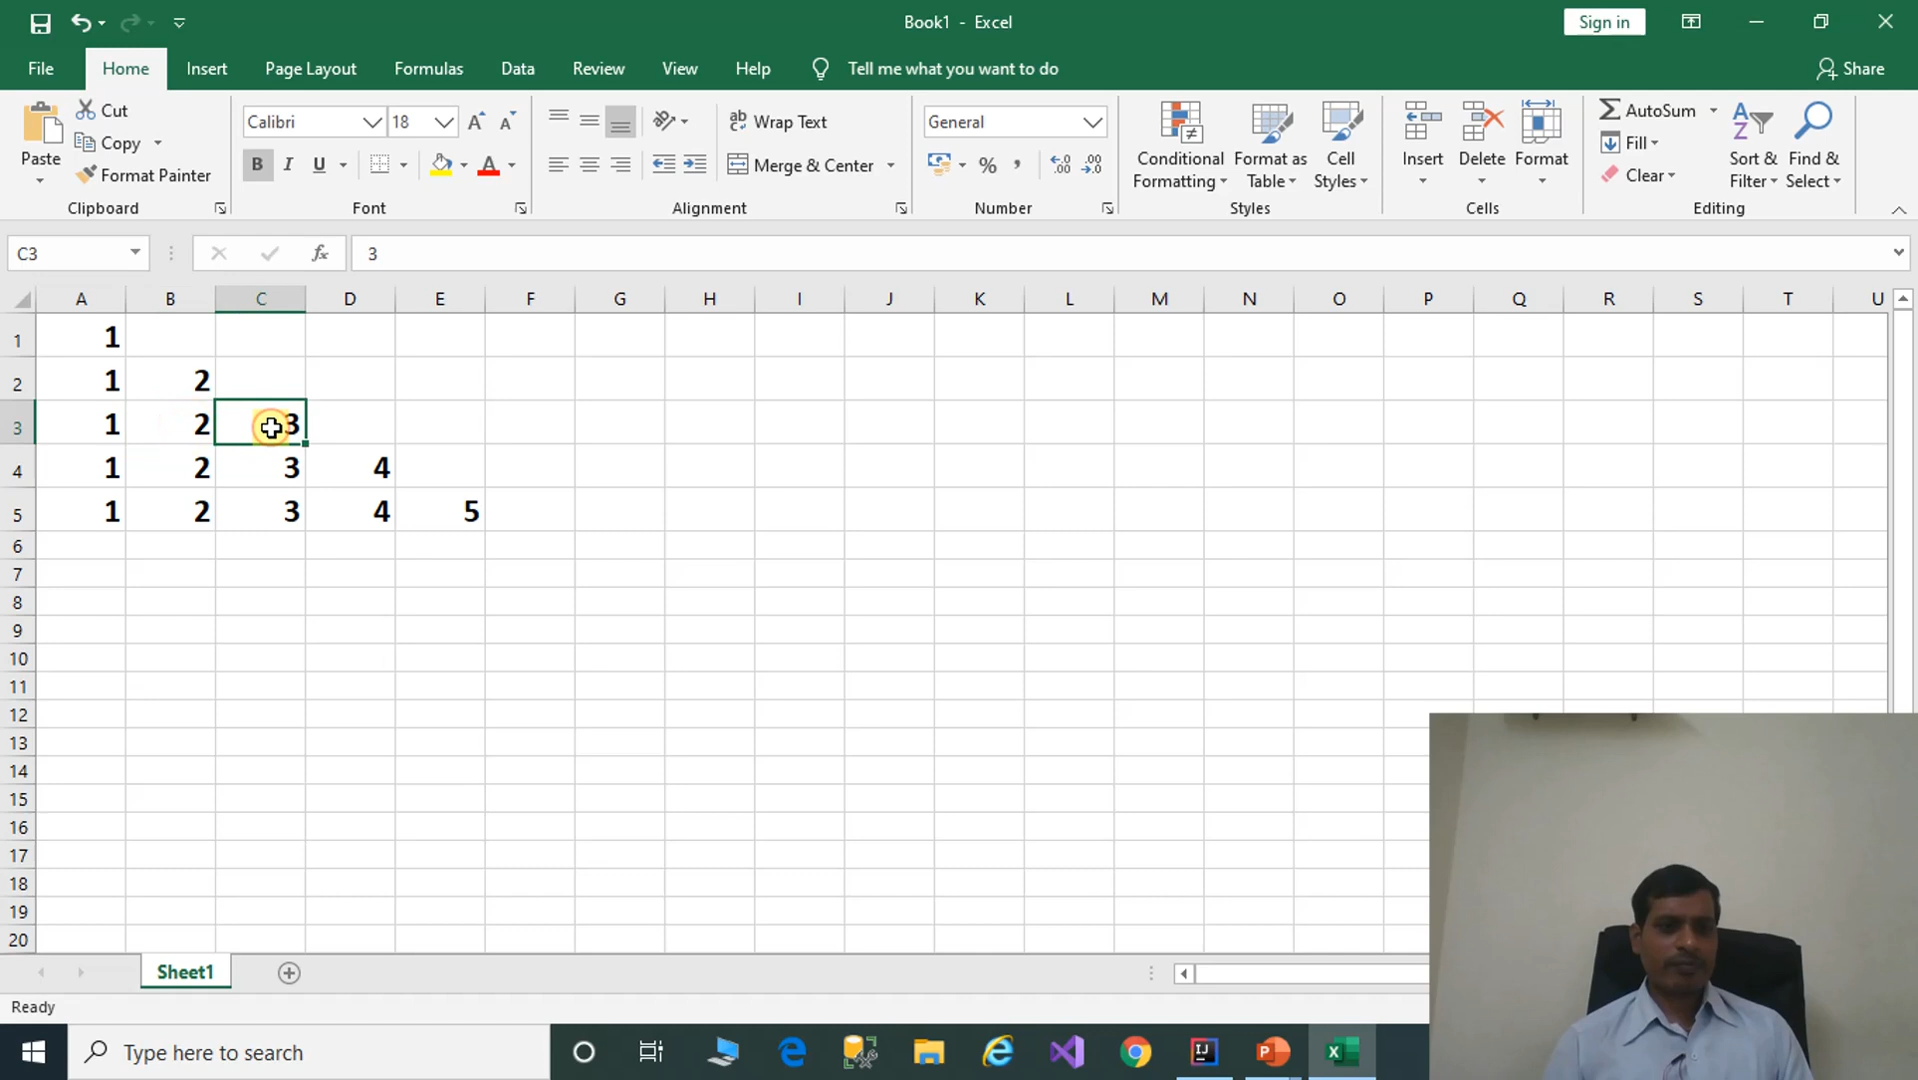 Book1 - Excel
Sign in
File Home Insert Page Layout Formulas Data Review View Help Tell me what you want to do Share
Paste
Cut
Copy
Format Painter
Clipboard
Calibri 18
B I U
Font
Wrap Text
Merge & Center
Alignment
General
% ,
Number
Conditional Formatting
Format as Table
Cell Styles
Styles
Insert
Delete
Format
Cells
AutoSum
Fill
Clear
Sort & Filter
Find & Select
Editing
C3 fx 3
A B C D E F G H I J K L M N O P Q R S T U
1 1
2 1 2
3 1 2 3
4 1 2 3 4
5 1 2 3 4 5
6
7
8
9
10
11
12
13
14
15
16
17
18
19
20
Sheet1
Ready
Type here to search